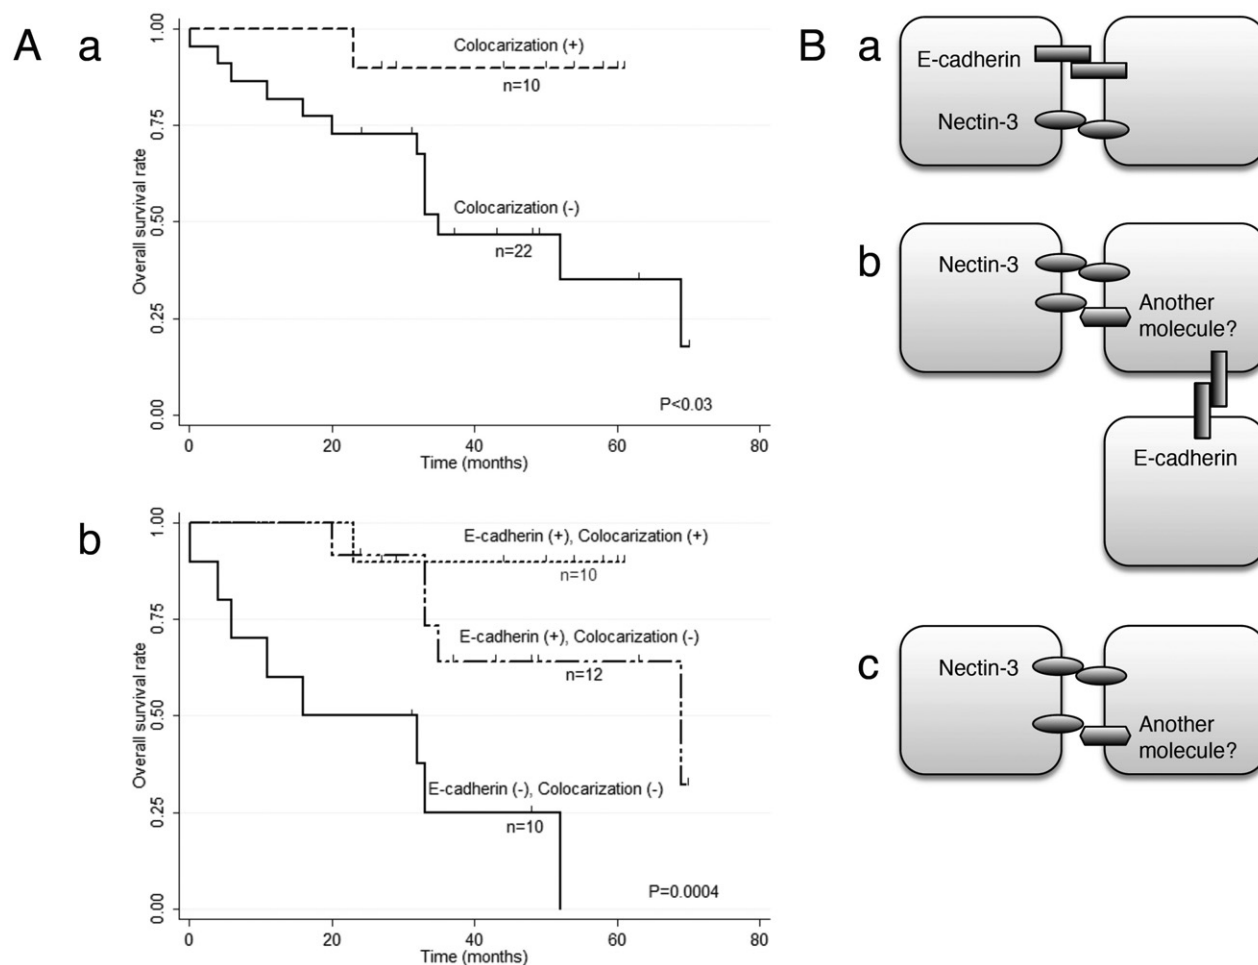 A
a
Overall survival rate
1.00
0.75
0.50
0.25
0.00
Colocarization (+)
n=10
Colocarization (-)
n=22
P<0.03
0 20 40 60 80
Time (months)
b
Overall survival rate
1.00
0.75
0.50
0.25
0.00
E-cadherin (+), Colocarization (+)
n=10
E-cadherin (+), Colocarization (-)
n=12
E-cadherin (-), Colocarization (-)
n=10
P=0.0004
0 20 40 60 80
Time (months)
B
a
E-cadherin
Nectin-3
b
Nectin-3
Another
molecule?
E-cadherin
c
Nectin-3
Another
molecule?